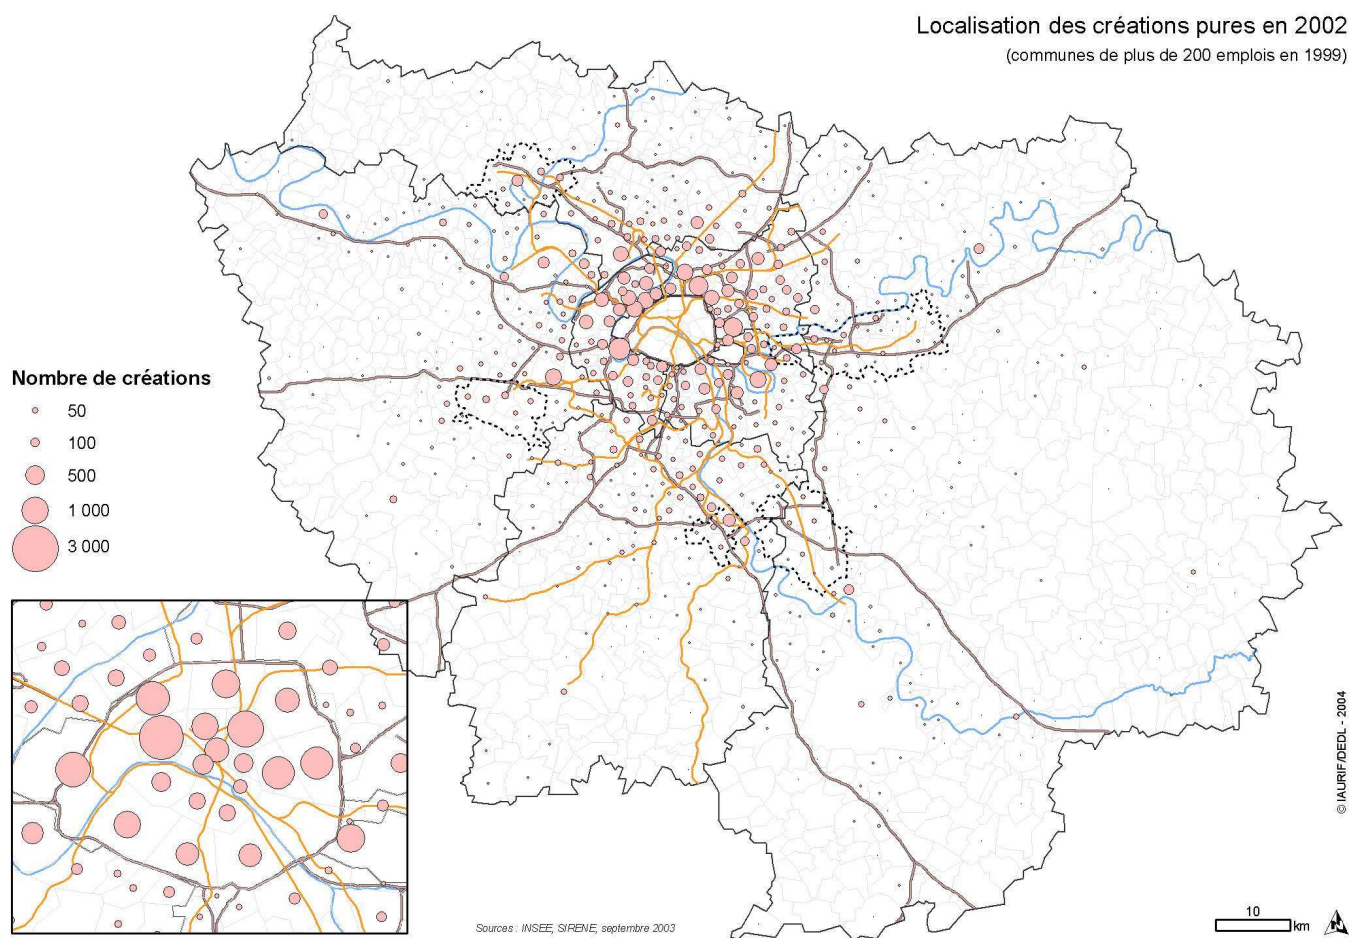 Localisation des créations pures en 2002
(communes de plus de 200 emplois en 1999)
Nombre de créations
50
100
500
1 000
3 000
© IAURIF/DEDL - 2004
10
km
Sources : INSEE, SIRENE, septembre 2003
N